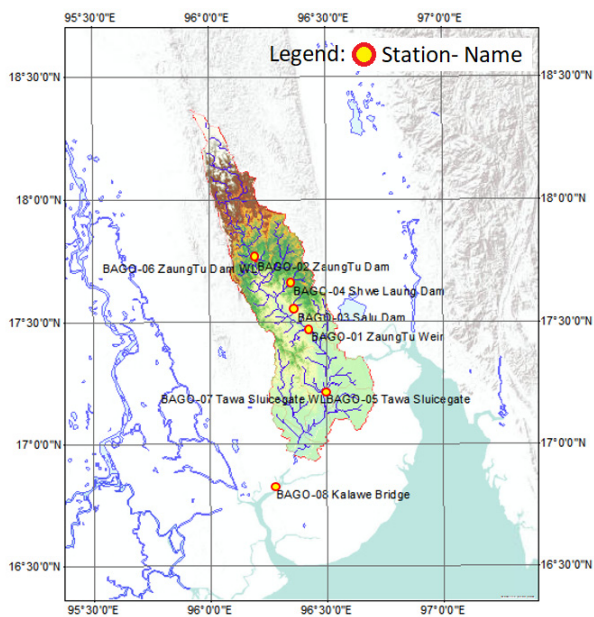 95°30'0"E 96°0'0"E 96°30'0"E 97°0'0"E
Legend: Station- Name
18°30'0"N 18°30'0"N
18°0'0"N 18°0'0"N
BAGO-06 ZaungTu Dam WL BAGO-02 ZaungTu Dam
BAGO-04 Shwe Laung Dam
BAGO-03 Salu Dam
17°30'0"N 17°30'0"N
BAGO-01 ZaungTu Weir
BAGO-07 Tawa Sluicegate WL BAGO-05 Tawa Sluicegate
17°0'0"N 17°0'0"N
BAGO-08 Kalawe Bridge
16°30'0"N 16°30'0"N
95°30'0"E 96°0'0"E 96°30'0"E 97°0'0"E